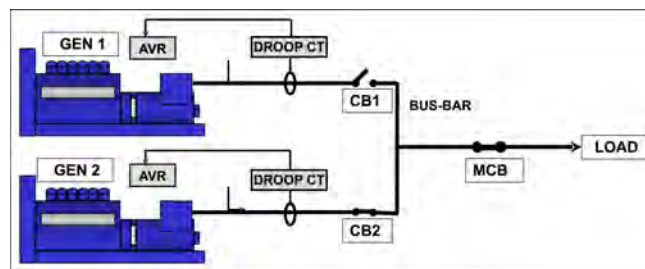 GEN 1
AVR
DROOP CT
CB1
BUS-BAR
MCB
LOAD
GEN 2
AVR
DROOP CT
CB2